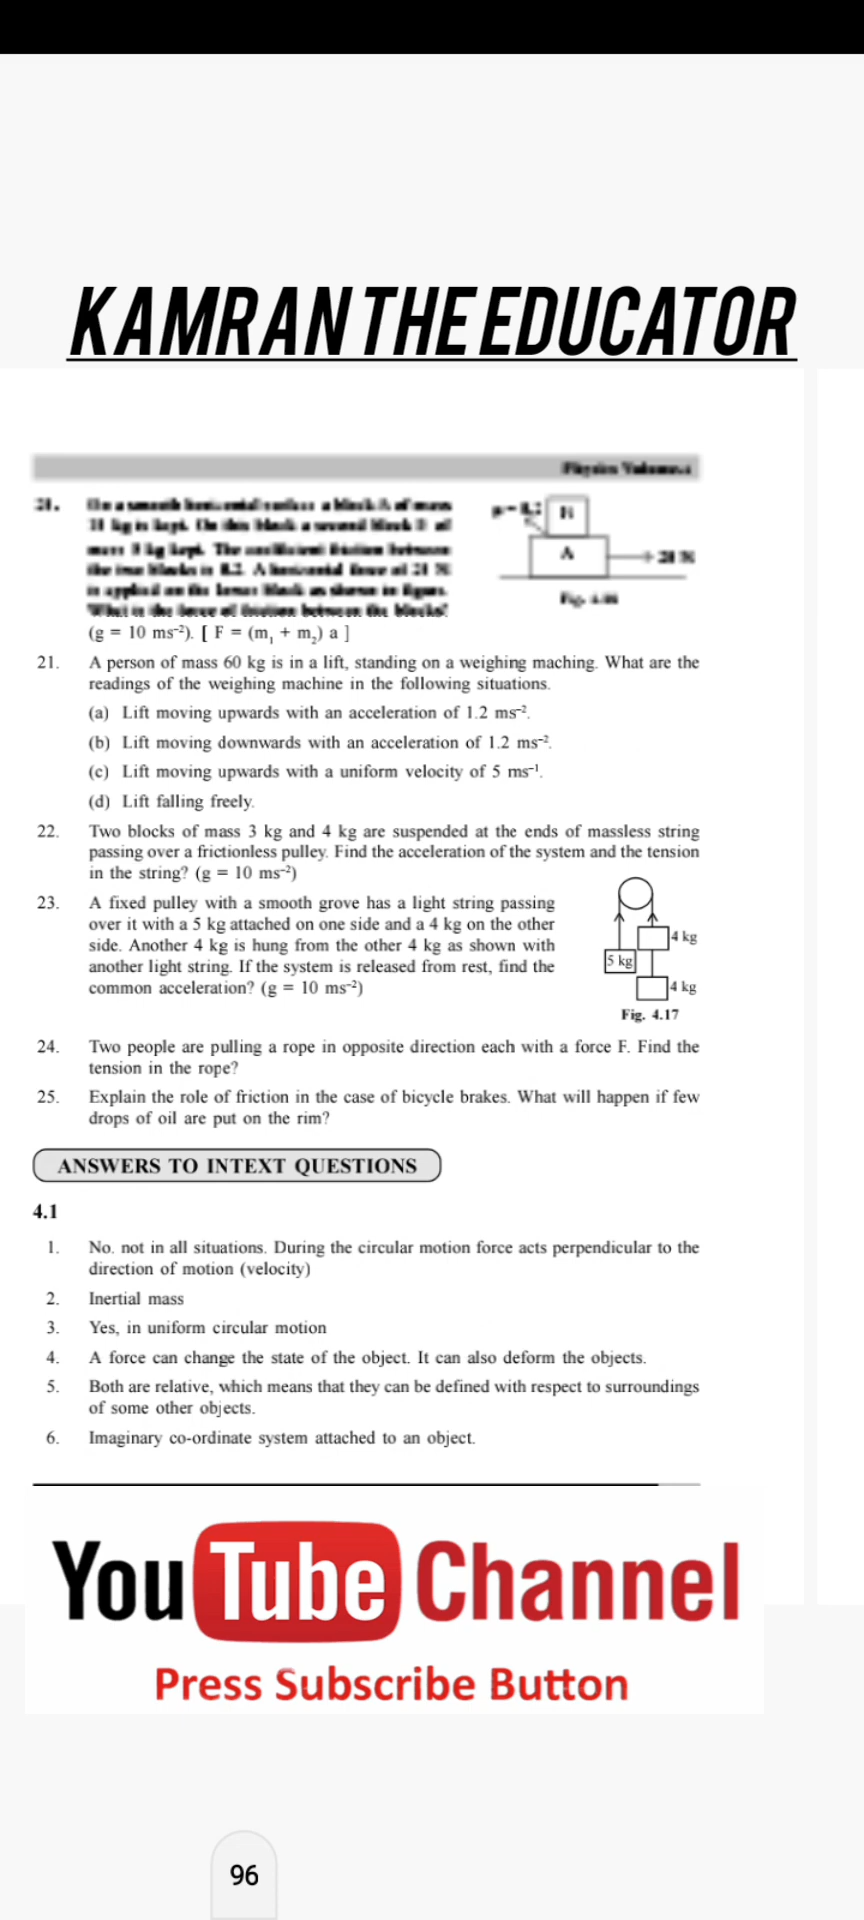 KAMRAN THE EDUCATOR
Physics
B
A
(g = 10 ms⁻²). [ F = (m₁ + m₂) a ]
21. A person of mass 60 kg is in a lift, standing on a weighing maching. What are the
readings of the weighing machine in the following situations.
(a) Lift moving upwards with an acceleration of 1.2 ms⁻².
(b) Lift moving downwards with an acceleration of 1.2 ms⁻².
(c) Lift moving upwards with a uniform velocity of 5 ms⁻¹.
(d) Lift falling freely.
22. Two blocks of mass 3 kg and 4 kg are suspended at the ends of massless string
passing over a frictionless pulley. Find the acceleration of the system and the tension
in the string? (g = 10 ms⁻²)
23. A fixed pulley with a smooth grove has a light string passing
over it with a 5 kg attached on one side and a 4 kg on the other
side. Another 4 kg is hung from the other 4 kg as shown with
another light string. If the system is released from rest, find the
common acceleration? (g = 10 ms⁻²)
4 kg
5 kg
4 kg
Fig. 4.17
24. Two people are pulling a rope in opposite direction each with a force F. Find the
tension in the rope?
25. Explain the role of friction in the case of bicycle brakes. What will happen if few
drops of oil are put on the rim?
ANSWERS TO INTEXT QUESTIONS
4.1
1. No. not in all situations. During the circular motion force acts perpendicular to the
direction of motion (velocity)
2. Inertial mass
3. Yes, in uniform circular motion
4. A force can change the state of the object. It can also deform the objects.
5. Both are relative, which means that they can be defined with respect to surroundings
of some other objects.
6. Imaginary co-ordinate system attached to an object.
YouTube Channel
Press Subscribe Button
96